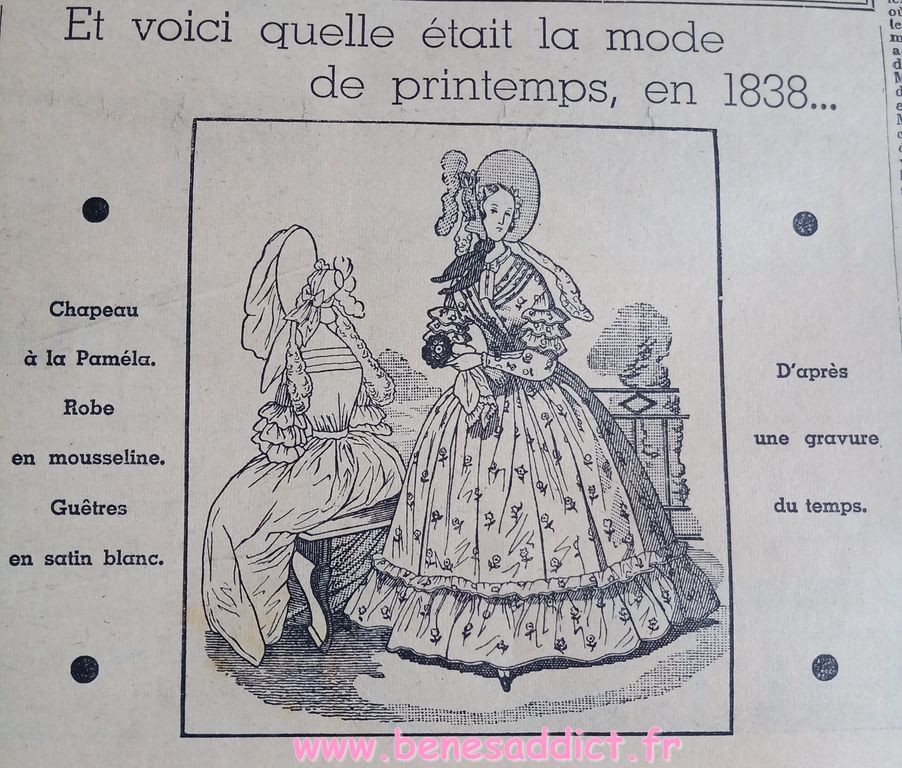 Et voici quelle était la mode
de printemps, en 1838...
Chapeau
à la Paméla.
Robe
en mousseline.
Guêtres
en satin blanc.
D'après
une gravure
du temps.
www.benesaddict.fr